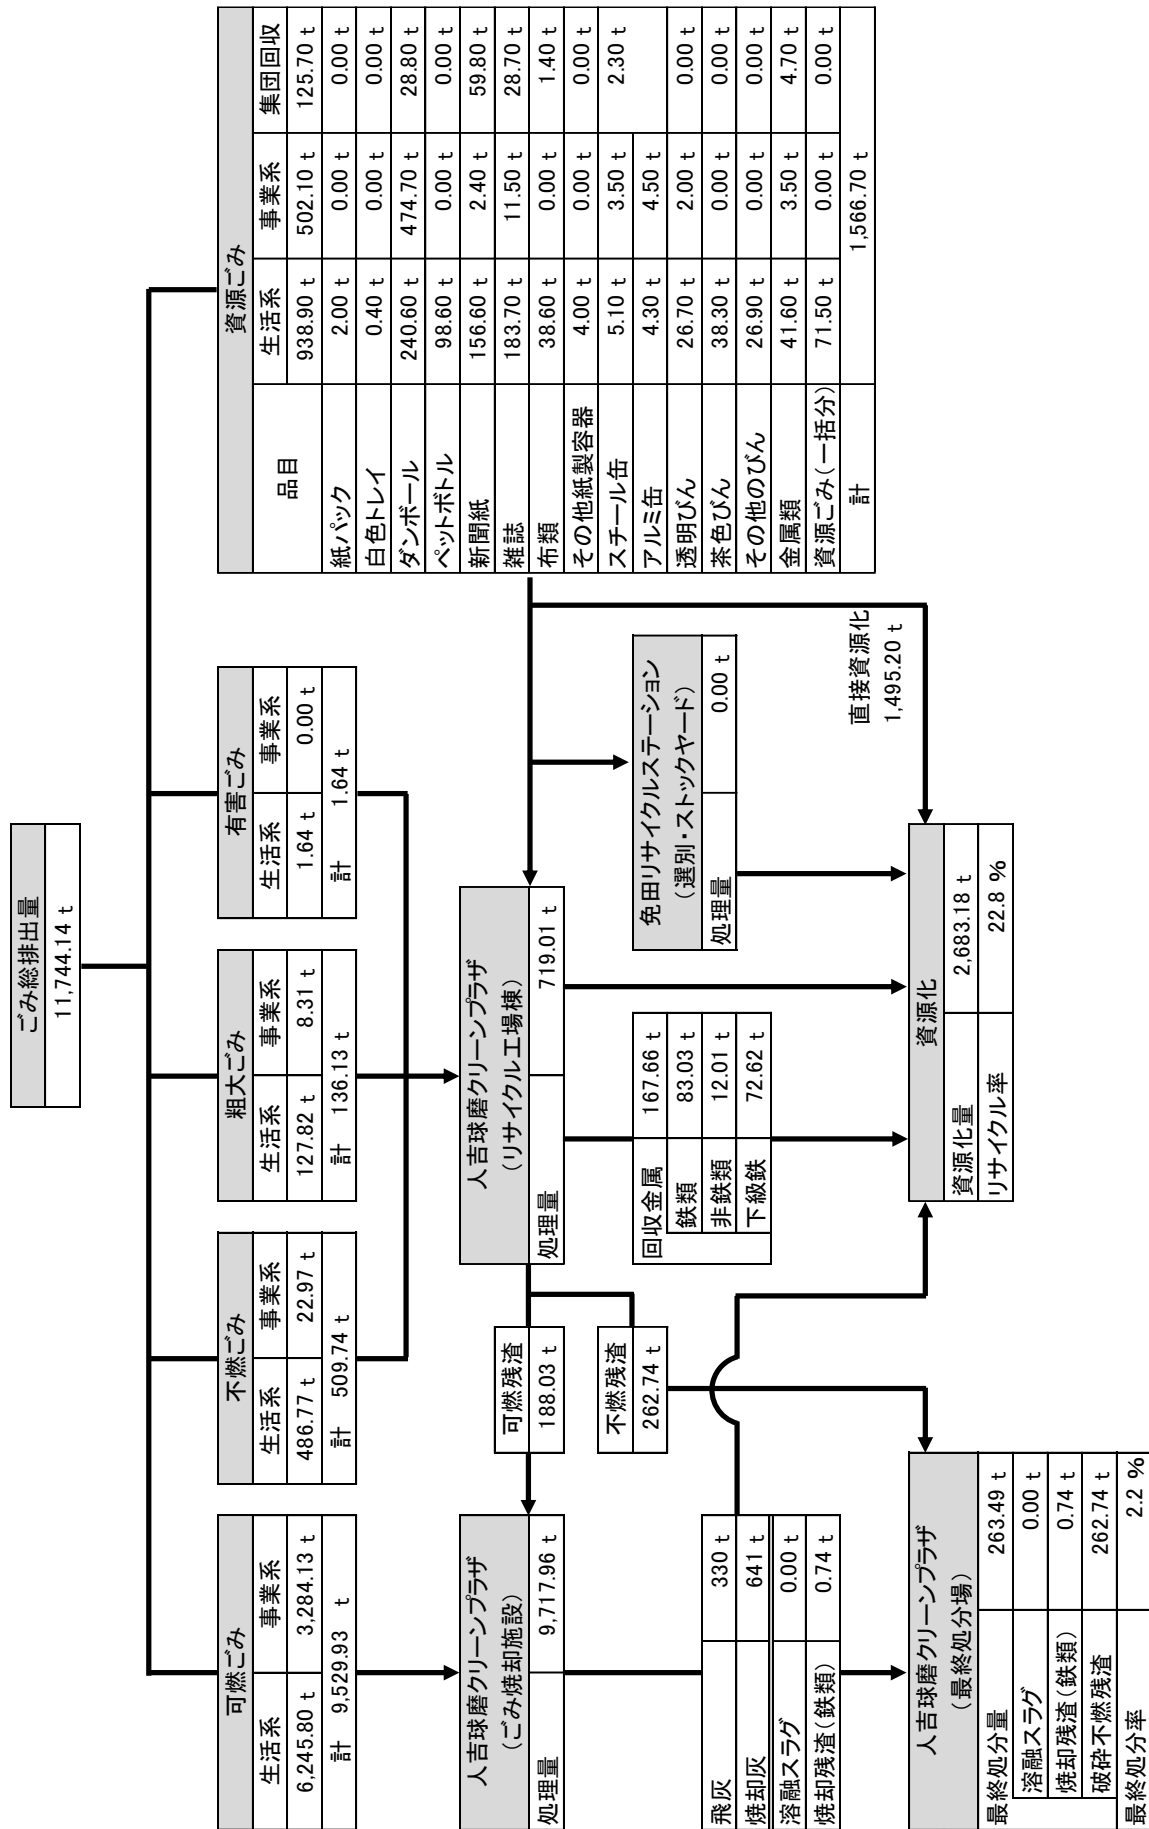 ごみ総排出量
11,744.14 t
可燃ごみ
生活系 事業系
6,245.80 t 3,284.13 t
計 9,529.93 t
不燃ごみ
生活系 事業系
486.77 t 22.97 t
計 509.74 t
粗大ごみ
生活系 事業系
127.82 t 8.31 t
計 136.13 t
有害ごみ
生活系 事業系
1.64 t 0.00 t
計 1.64 t
資源ごみ
品目 生活系 事業系 集団回収
938.90 t 502.10 t 125.70 t
紙パック 2.00 t 0.00 t 0.00 t
白色トレイ 0.40 t 0.00 t 0.00 t
ダンボール 240.60 t 474.70 t 28.80 t
ペットボトル 98.60 t 0.00 t 0.00 t
新聞紙 156.60 t 2.40 t 59.80 t
雑誌 183.70 t 11.50 t 28.70 t
布類 38.60 t 0.00 t 1.40 t
その他紙製容器 4.00 t 0.00 t 0.00 t
スチール缶 5.10 t 3.50 t 2.30 t
アルミ缶 4.30 t 4.50 t
透明びん 26.70 t 2.00 t 0.00 t
茶色びん 38.30 t 0.00 t 0.00 t
その他のびん 26.90 t 0.00 t 0.00 t
金属類 41.60 t 3.50 t 4.70 t
資源ごみ(一括分) 71.50 t 0.00 t 0.00 t
計 1,566.70 t
人吉球磨クリーンプラザ
(ごみ焼却施設)
処理量 9,717.96 t
可燃残渣
188.03 t
不燃残渣
262.74 t
人吉球磨クリーンプラザ
(リサイクル工場棟)
処理量 719.01 t
回収金属 167.66 t
鉄類 83.03 t
非鉄類 12.01 t
下級鉄 72.62 t
免田リサイクルステーション
(選別・ストックヤード)
処理量 0.00 t
直接資源化
1,495.20 t
飛灰 330 t
焼却灰 641 t
溶融スラグ 0.00 t
焼却残渣(鉄類) 0.74 t
人吉球磨クリーンプラザ
(最終処分場)
最終処分量 263.49 t
溶融スラグ 0.00 t
焼却残渣(鉄類) 0.74 t
破砕不燃残渣 262.74 t
最終処分率 2.2 %
資源化
資源化量 2,683.18 t
リサイクル率 22.8 %